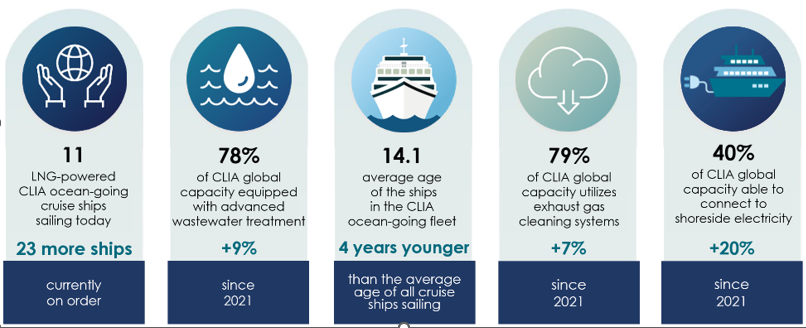 11
LNG-powered
CLIA ocean-going
cruise ships
sailing today
23 more ships
currently
on order
78%
of CLIA global
capacity equipped
with advanced
wastewater treatment
+9%
since
2021
14.1
average age
of the ships
in the CLIA
ocean-going fleet
4 years younger
than the average
age of all cruise
ships sailing
79%
of CLIA global
capacity utilizes
exhaust gas
cleaning systems
+7%
since
2021
40%
of CLIA global
capacity able to
connect to
shoreside electricity
+20%
since
2021